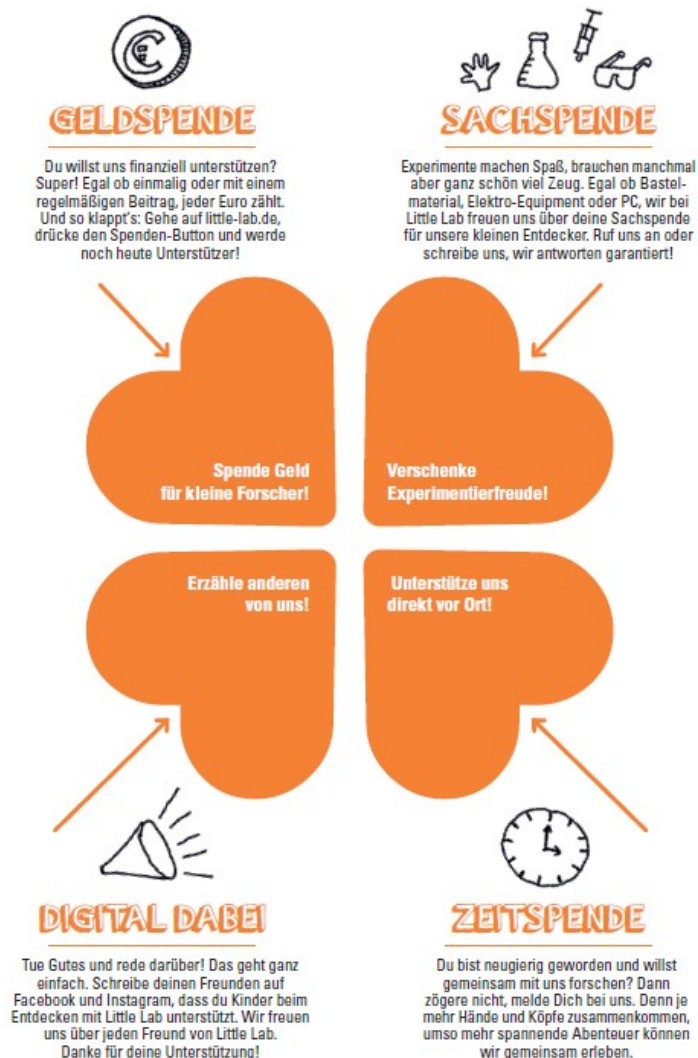 GELDSPENDE
Du willst uns finanziell unterstützen?
Super! Egal ob einmalig oder mit einem
regelmäßigen Beitrag, jeder Euro zählt.
Und so klappt's: Gehe auf little-lab.de,
drücke den Spenden-Button und werde
noch heute Unterstützer!
SACHSPENDE
Experimente machen Spaß, brauchen manchmal
aber ganz schön viel Zeug. Egal ob Bastel-
material, Elektro-Equipment oder PC, wir bei
Little Lab freuen uns über deine Sachspende
für unsere kleinen Entdecker. Ruf uns an oder
schreibe uns, wir antworten garantiert!
Spende Geld
für kleine Forscher!
Verschenke
Experimentierfreude!
Erzähle anderen
von uns!
Unterstütze uns
direkt vor Ort!
DIGITAL DABEI
Tue Gutes und rede darüber! Das geht ganz
einfach. Schreibe deinen Freunden auf
Facebook und Instagram, dass du Kinder beim
Entdecken mit Little Lab unterstützt. Wir freuen
uns über jeden Freund von Little Lab.
Danke für deine Unterstützung!
ZEITSPENDE
Du bist neugierig geworden und willst
gemeinsam mit uns forschen? Dann
zögere nicht, melde Dich bei uns. Denn je
mehr Hände und Köpfe zusammenkommen,
umso mehr spannende Abenteuer können
wir gemeinsam erleben.